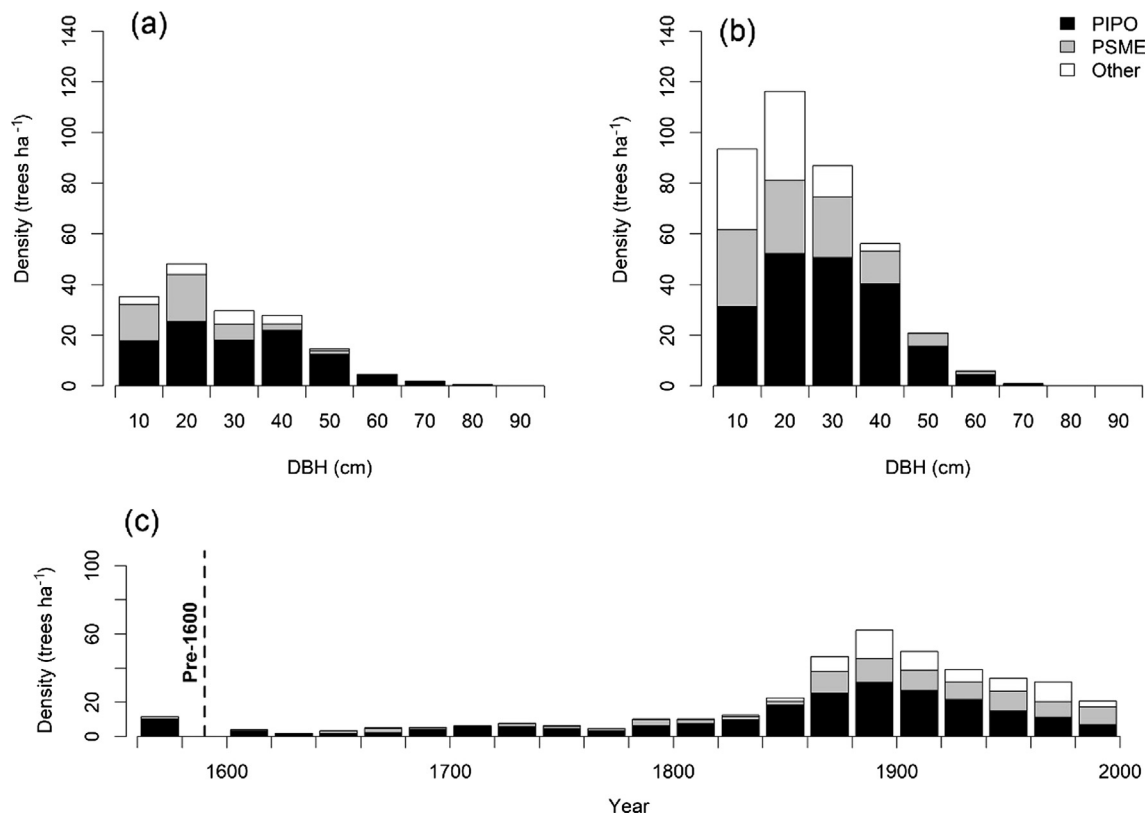 (a)
140
120
100
80
60
40
20
0
Density (trees ha⁻¹)
10 20 30 40 50 60 70 80 90
DBH (cm)
(b)
PIPO
PSME
Other
140
120
100
80
60
40
20
0
Density (trees ha⁻¹)
10 20 30 40 50 60 70 80 90
DBH (cm)
(c)
100
60
20
0
Density (trees ha⁻¹)
Pre-1600
1600 1700 1800 1900 2000
Year